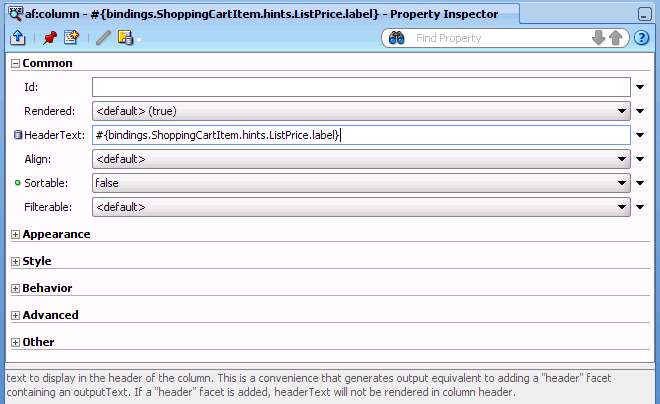 af:column - #{bindings.ShoppingCartItem.hints.ListPrice.label} - Property Inspector
Find Property
Common
Id:
Rendered: <default> (true)
HeaderText: #{bindings.ShoppingCartItem.hints.ListPrice.label}
Align: <default>
Sortable: false
Filterable: <default>
Appearance
Style
Behavior
Advanced
Other
text to display in the header of the column. This is a convenience that generates output equivalent to adding a "header" facet
containing an outputText. If a "header" facet is added, headerText will not be rendered in column header.